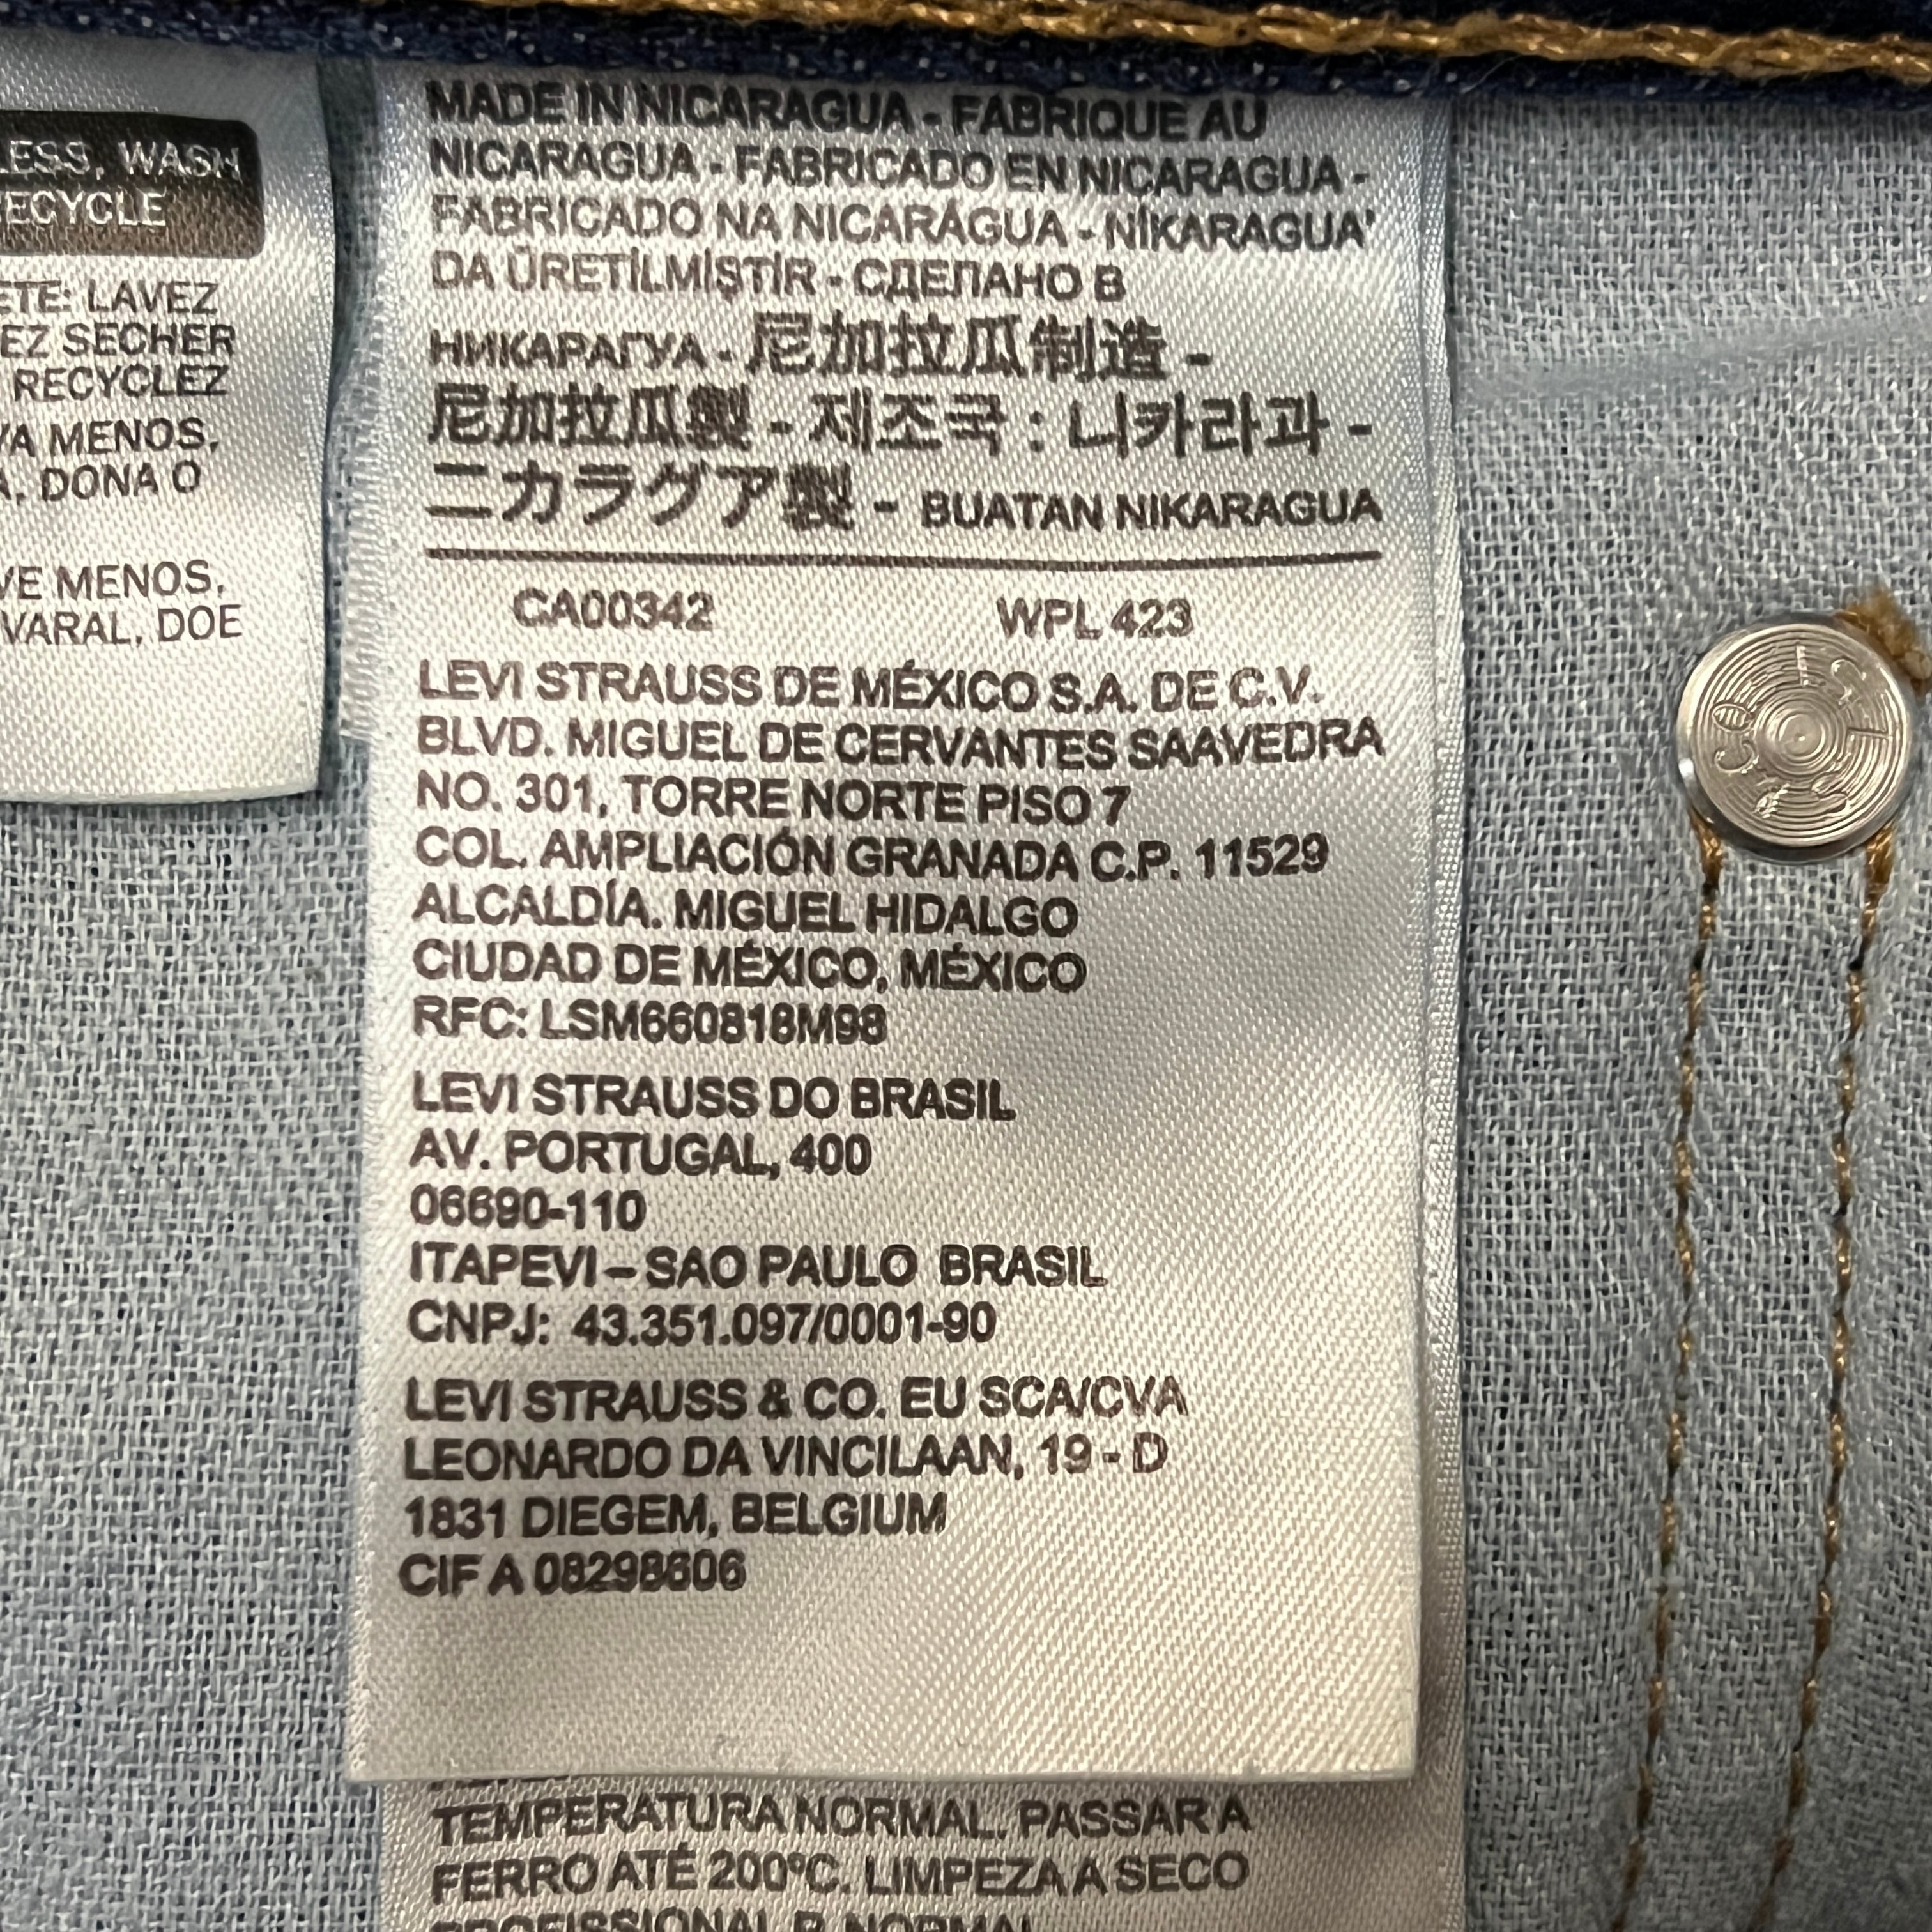 LESS, WASH
RECYCLE
LAVEZ
SECHER
RECYCLEZ
MENOS,
DONA O
MENOS,
VARAL, DOE
MADE IN NICARAGUA - FABRIQUE AU
NICARAGUA - FABRICADO EN NICARAGUA -
FABRICADO NA NICARÁGUA - NİKARAGUA'
DA ÜRETİLMİŞTİR - СДЕЛАНО В
НИКАРАГУА - 尼加拉瓜制造 -
尼加拉瓜製 - 제조국 : 니카라과 -
ニカラグア製 - BUATAN NIKARAGUA
CA00342 WPL 423
LEVI STRAUSS DE MÉXICO S.A. DE C.V.
BLVD. MIGUEL DE CERVANTES SAAVEDRA
NO. 301, TORRE NORTE PISO 7
COL. AMPLIACIÓN GRANADA C.P. 11529
ALCALDÍA. MIGUEL HIDALGO
CIUDAD DE MÉXICO, MÉXICO
RFC: LSM660818M98
LEVI STRAUSS DO BRASIL
AV. PORTUGAL, 400
06690-110
ITAPEVI – SAO PAULO BRASIL
CNPJ: 43.351.097/0001-90
LEVI STRAUSS & CO. EU SCA/CVA
LEONARDO DA VINCILAAN, 19 - D
1831 DIEGEM, BELGIUM
CIF A 08298606
TEMPERATURA NORMAL. PASSAR A
FERRO ATÉ 200ºC. LIMPEZA A SECO
PROFISSIONAL P, NORMAL